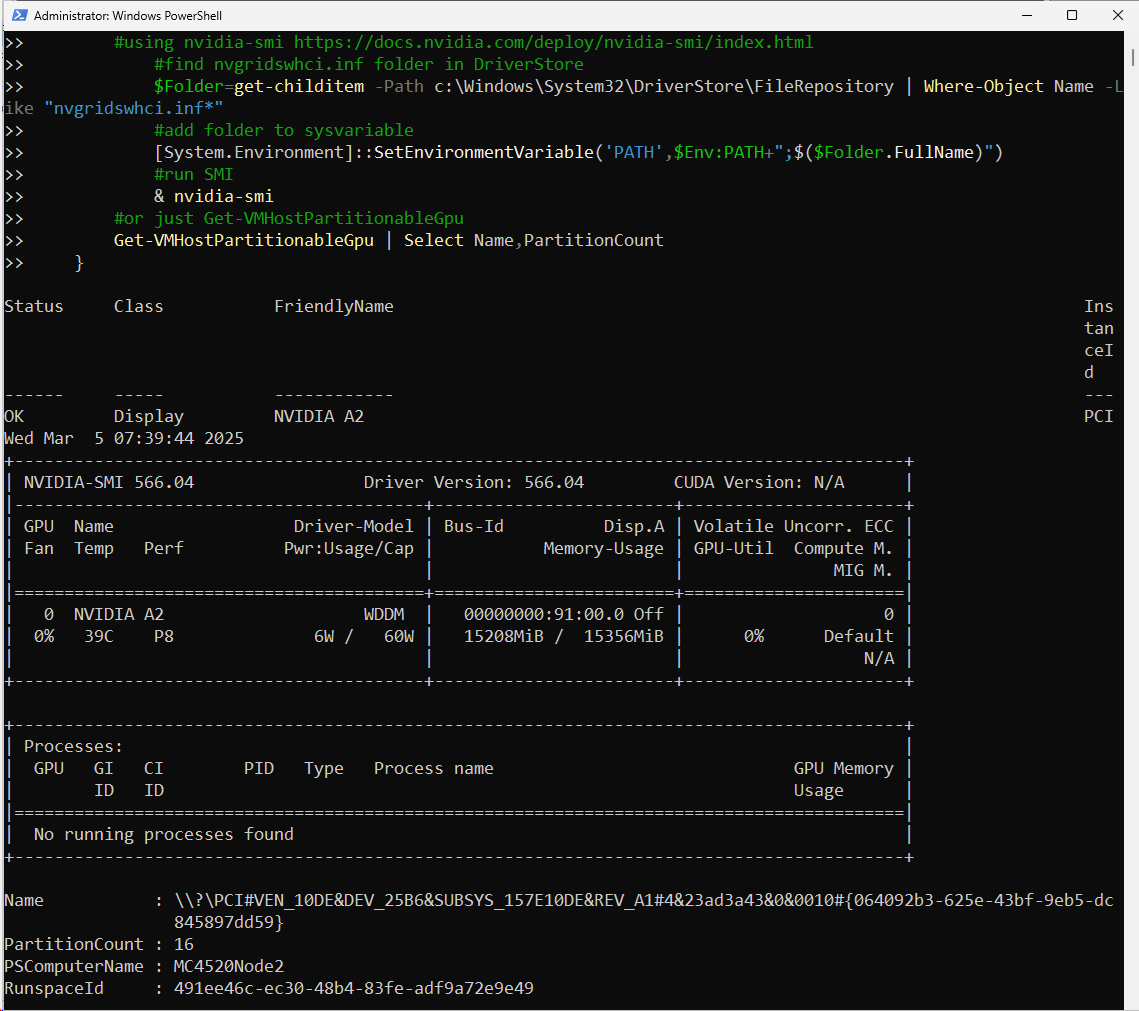 Administrator: Windows PowerShell
>>         #using nvidia-smi https://docs.nvidia.com/deploy/nvidia-smi/index.html
>>             #find nvgridswhci.inf folder in DriverStore
>>             $Folder=get-childitem -Path c:\Windows\System32\DriverStore\FileRepository | Where-Object Name -L
ike "nvgridswhci.inf*"
>>             #add folder to sysvariable
>>             [System.Environment]::SetEnvironmentVariable('PATH',$Env:PATH+";$($Folder.FullName)")
>>             #run SMI
>>             & nvidia-smi
>>         #or just Get-VMHostPartitionableGpu
>>         Get-VMHostPartitionableGpu | Select Name,PartitionCount
>>     }
Status     Class           FriendlyName                                                                     Ins
                                                                                                            tan
                                                                                                            ceI
                                                                                                            d
------     -----           ------------                                                                     ---
OK         Display         NVIDIA A2                                                                        PCI
Wed Mar  5 07:39:44 2025
+-----------------------------------------------------------------------------------------+
| NVIDIA-SMI 566.04                 Driver Version: 566.04         CUDA Version: N/A      |
|-----------------------------------------+------------------------+----------------------+
| GPU  Name                  Driver-Model | Bus-Id          Disp.A | Volatile Uncorr. ECC |
| Fan  Temp   Perf          Pwr:Usage/Cap |           Memory-Usage | GPU-Util  Compute M. |
|                                         |                        |               MIG M. |
|=========================================+========================+======================|
|   0  NVIDIA A2                    WDDM  |   00000000:91:00.0 Off |                    0 |
|  0%   39C    P8               6W /   60W |   15208MiB /  15356MiB |      0%      Default |
|                                         |                        |                  N/A |
+-----------------------------------------+------------------------+----------------------+
+-----------------------------------------------------------------------------------------+
| Processes:                                                                              |
|  GPU   GI   CI        PID   Type   Process name                              GPU Memory |
|        ID   ID                                                               Usage      |
|=========================================================================================|
|  No running processes found                                                             |
+-----------------------------------------------------------------------------------------+
Name           : \\?\PCI#VEN_10DE&DEV_25B6&SUBSYS_157E10DE&REV_A1#4&23ad3a43&0&0010#{064092b3-625e-43bf-9eb5-dc
                 845897dd59}
PartitionCount : 16
PSComputerName : MC4520Node2
RunspaceId     : 491ee46c-ec30-48b4-83fe-adf9a72e9e49